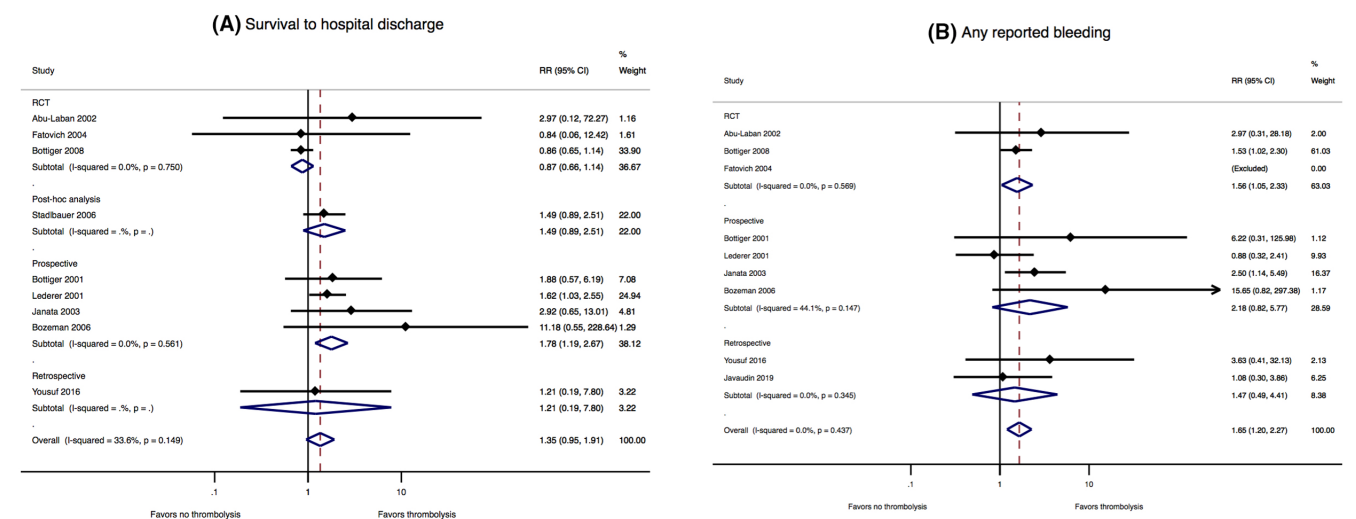 (A) Survival to hospital discharge
%
Study RR (95% CI) Weight
RCT
Abu-Laban 2002 2.97 (0.12, 72.27) 1.16
Fatovich 2004 0.84 (0.06, 12.42) 1.61
Bottiger 2008 0.86 (0.65, 1.14) 33.90
Subtotal (I-squared = 0.0%, p = 0.750) 0.87 (0.66, 1.14) 36.67
.
Post-hoc analysis
Stadlbauer 2006 1.49 (0.89, 2.51) 22.00
Subtotal (I-squared = .%, p = .) 1.49 (0.89, 2.51) 22.00
.
Prospective
Bottiger 2001 1.88 (0.57, 6.19) 7.08
Lederer 2001 1.62 (1.03, 2.55) 24.94
Janata 2003 2.92 (0.65, 13.01) 4.81
Bozeman 2006 11.18 (0.55, 228.64) 1.29
Subtotal (I-squared = 0.0%, p = 0.561) 1.78 (1.19, 2.67) 38.12
.
Retrospective
Yousuf 2016 1.21 (0.19, 7.80) 3.22
Subtotal (I-squared = .%, p = .) 1.21 (0.19, 7.80) 3.22
.
Overall (I-squared = 33.6%, p = 0.149) 1.35 (0.95, 1.91) 100.00
.1 1 10
Favors no thrombolysis Favors thrombolysis
(B) Any reported bleeding
%
Study RR (95% CI) Weight
RCT
Abu-Laban 2002 2.97 (0.31, 28.18) 2.00
Bottiger 2008 1.53 (1.02, 2.30) 61.03
Fatovich 2004 (Excluded) 0.00
Subtotal (I-squared = 0.0%, p = 0.569) 1.56 (1.05, 2.33) 63.03
.
Prospective
Bottiger 2001 6.22 (0.31, 125.98) 1.12
Lederer 2001 0.88 (0.32, 2.41) 9.93
Janata 2003 2.50 (1.14, 5.49) 16.37
Bozeman 2006 15.65 (0.82, 297.38) 1.17
Subtotal (I-squared = 44.1%, p = 0.147) 2.18 (0.82, 5.77) 28.59
.
Retrospective
Yousuf 2016 3.63 (0.41, 32.13) 2.13
Javaudin 2019 1.08 (0.30, 3.86) 6.25
Subtotal (I-squared = 0.0%, p = 0.345) 1.47 (0.49, 4.41) 8.38
.
Overall (I-squared = 0.0%, p = 0.437) 1.65 (1.20, 2.27) 100.00
.1 1 10
Favors no thrombolysis Favors thrombolysis